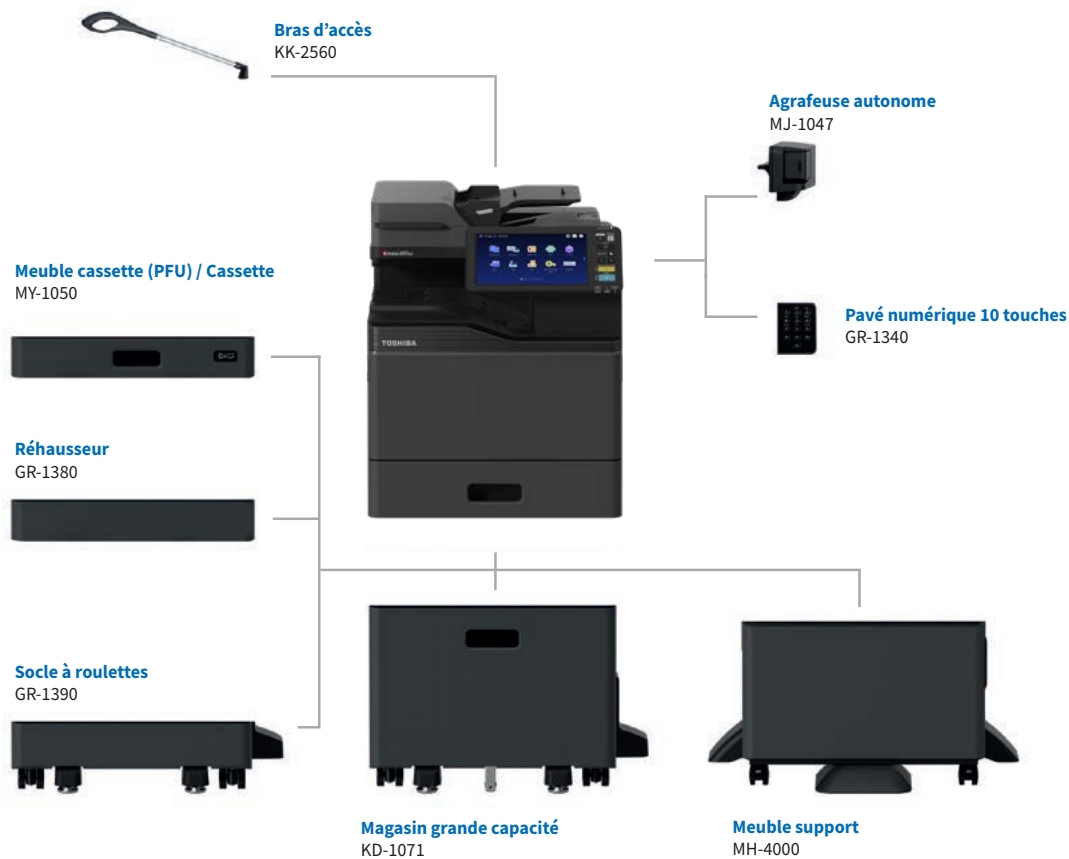 Bras d'accès
KK-2560
Agrafeuse autonome
MJ-1047
Meuble cassette (PFU) / Cassette
MY-1050
Pavé numérique 10 touches
GR-1340
TOSHIBA
Réhausseur
GR-1380
Socle à roulettes
GR-1390
Magasin grande capacité
KD-1071
Meuble support
MH-4000